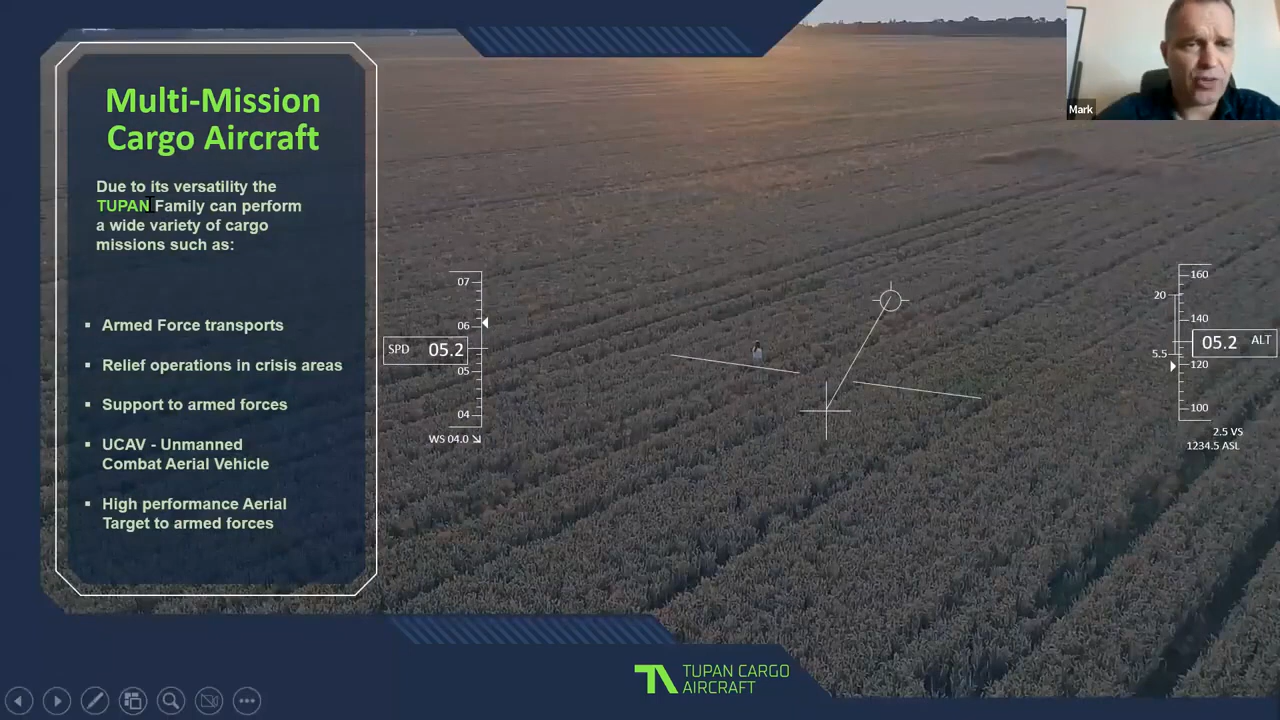 Multi-Mission
Cargo Aircraft
Due to its versatility the
TUPAN Family can perform
a wide variety of cargo
missions such as:
▪ Armed Force transports
▪ Relief operations in crisis areas
▪ Support to armed forces
▪ UCAV - Unmanned
Combat Aerial Vehicle
▪ High performance Aerial
Target to armed forces
Mark
07
06
SPD 05.2
05
04
WS 04.0
160
20
140
05.2 ALT
5.5
120
100
2.5 VS
1234.5 ASL
TUPAN CARGO
AIRCRAFT